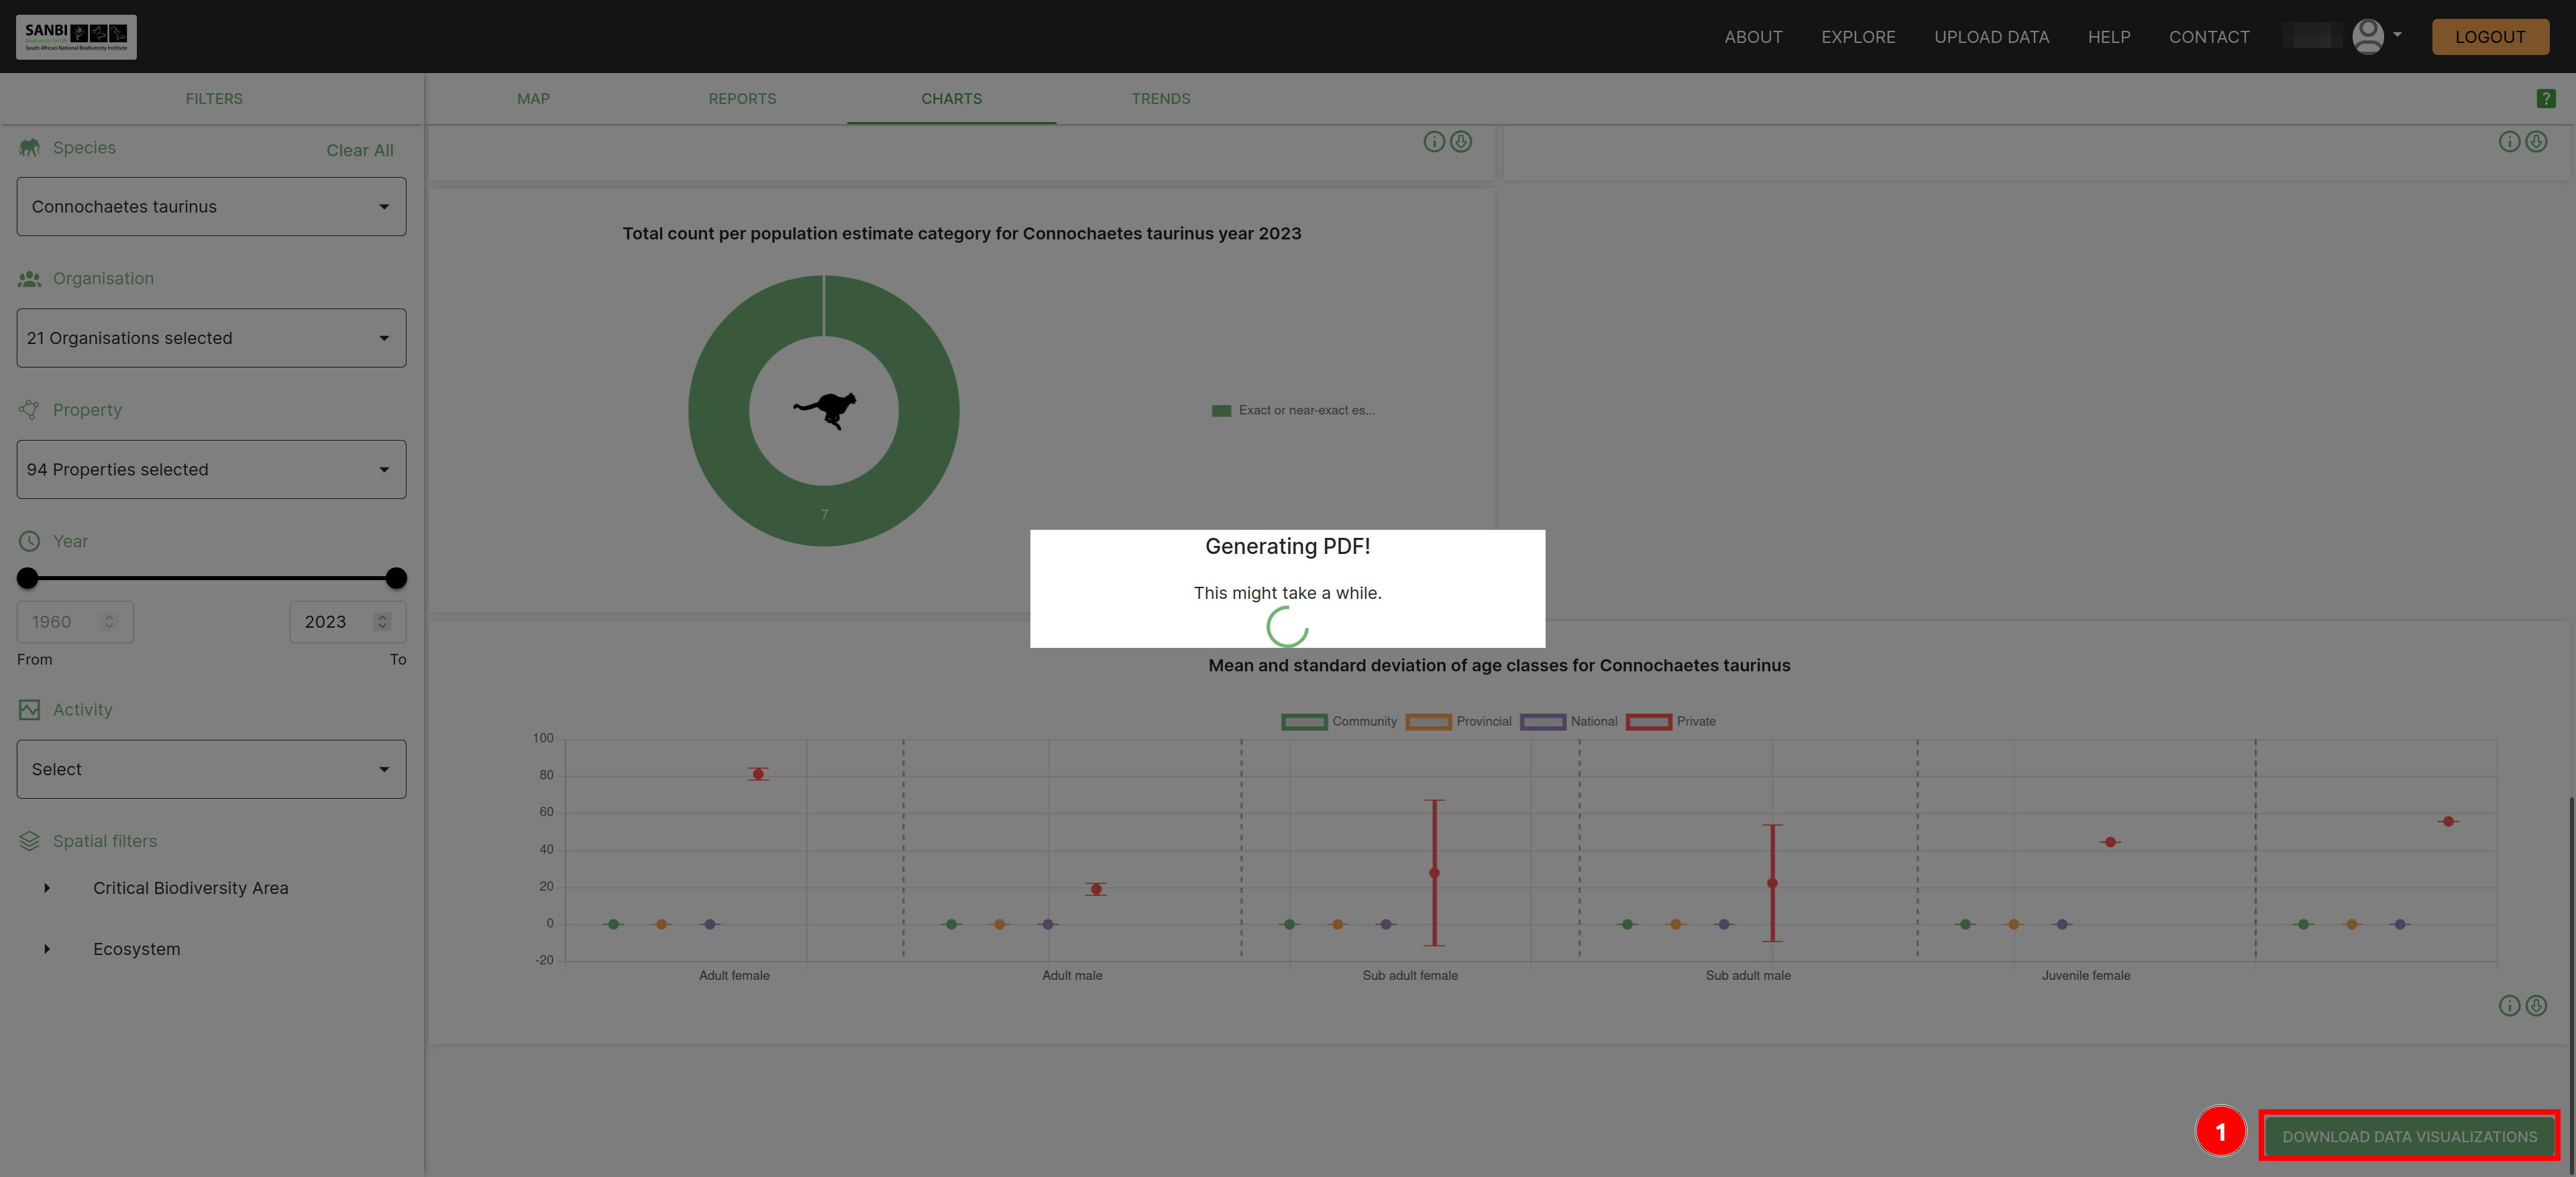 SANBI
South African National Biodiversity Institute
ABOUT
EXPLORE
UPLOAD DATA
HELP
CONTACT
LOGOUT
FILTERS
MAP
REPORTS
CHARTS
TRENDS
?
Species
Clear All
Connochaetes taurinus
Organisation
21 Organisations selected
Property
94 Properties selected
Year
1960
2023
From
To
Activity
Select
Spatial filters
Critical Biodiversity Area
Ecosystem
Total count per population estimate category for Connochaetes taurinus year 2023
7
Exact or near-exact es...
Generating PDF!
This might take a while.
Mean and standard deviation of age classes for Connochaetes taurinus
Community
Provincial
National
Private
100
80
60
40
20
0
-20
Adult female
Adult male
Sub adult female
Sub adult male
Juvenile female
1
DOWNLOAD DATA VISUALIZATIONS